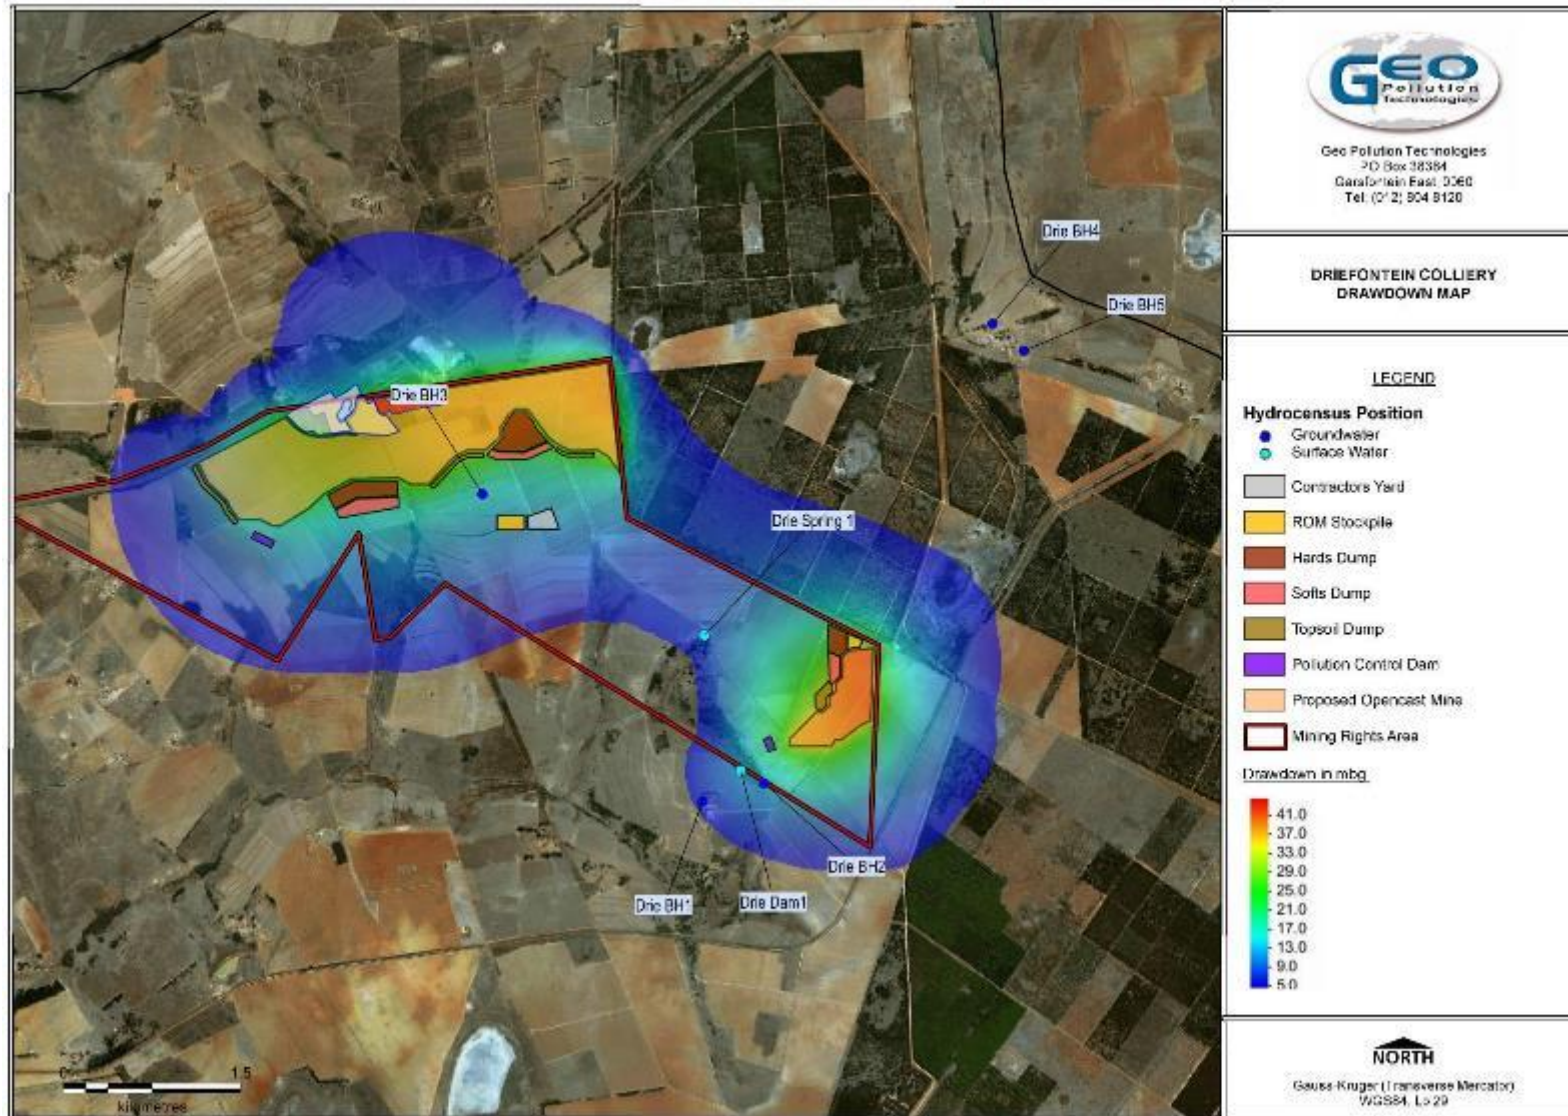 Drie BH4
Drie BH5
Drie BH3
Drie Spring 1
Drie BH2
Drie BH1
Drie Dam1
0
1.5
kilometres
GEO
Pollution
Technologies
Geo Pollution Technologies
PO Box 38384
Garsfontein East, 0060
Tel: (012) 804 8120
DRIEFONTEIN COLLIERY
DRAWDOWN MAP
LEGEND
Hydrocensus Position
Groundwater
Surface Water
Contractors Yard
ROM Stockpile
Hards Dump
Softs Dump
Topsoil Dump
Pollution Control Dam
Proposed Opencast Mine
Mining Rights Area
Drawdown in mbg
41.0
37.0
33.0
29.0
25.0
21.0
17.0
13.0
9.0
5.0
NORTH
Gauss-Kruger (Transverse Mercator)
WGS84, Lo 29